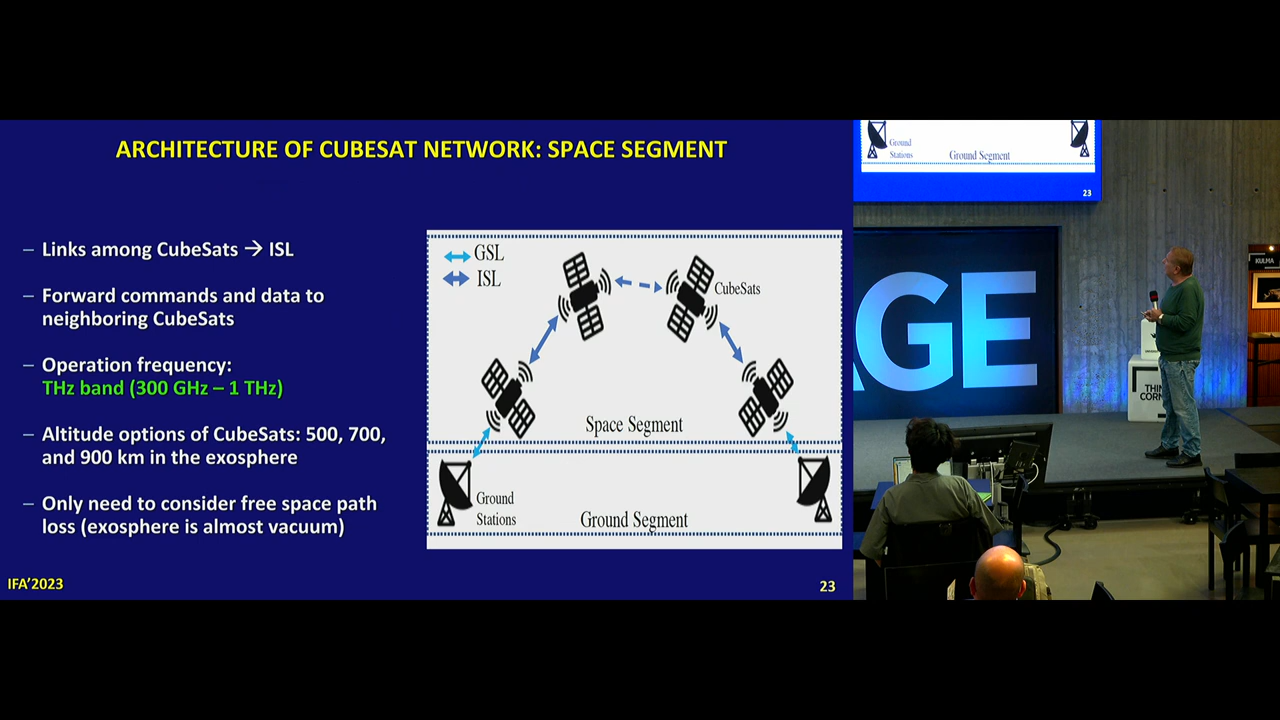 ARCHITECTURE OF CUBESAT NETWORK: SPACE SEGMENT
– Links among CubeSats → ISL
– Forward commands and data to
neighboring CubeSats
– Operation frequency:
THz band (300 GHz – 1 THz)
– Altitude options of CubeSats: 500, 700,
and 900 km in the exosphere
– Only need to consider free space path
loss (exosphere is almost vacuum)
GSL
ISL
CubeSats
Space Segment
Ground
Stations
Ground Segment
IFA'2023
23
Ground
Stations
Ground Segment
23
AGE
KULMA
THIN
CORN